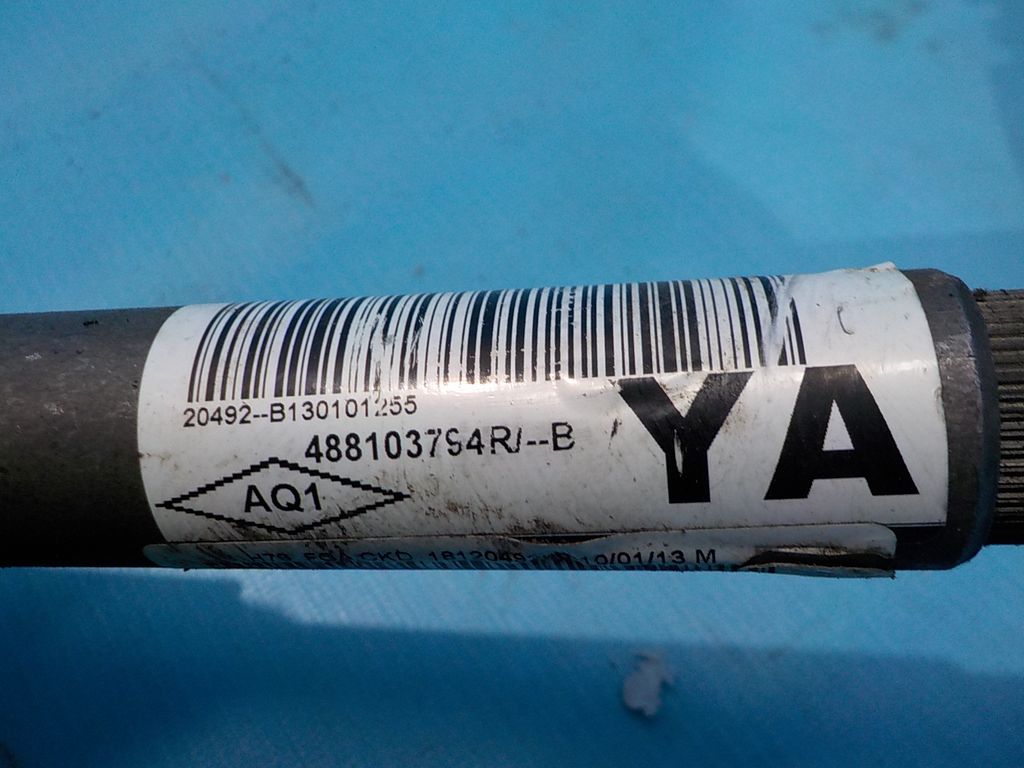 20492--B130101255
488103794R/--B
YA
AQ1
10/01/13 M